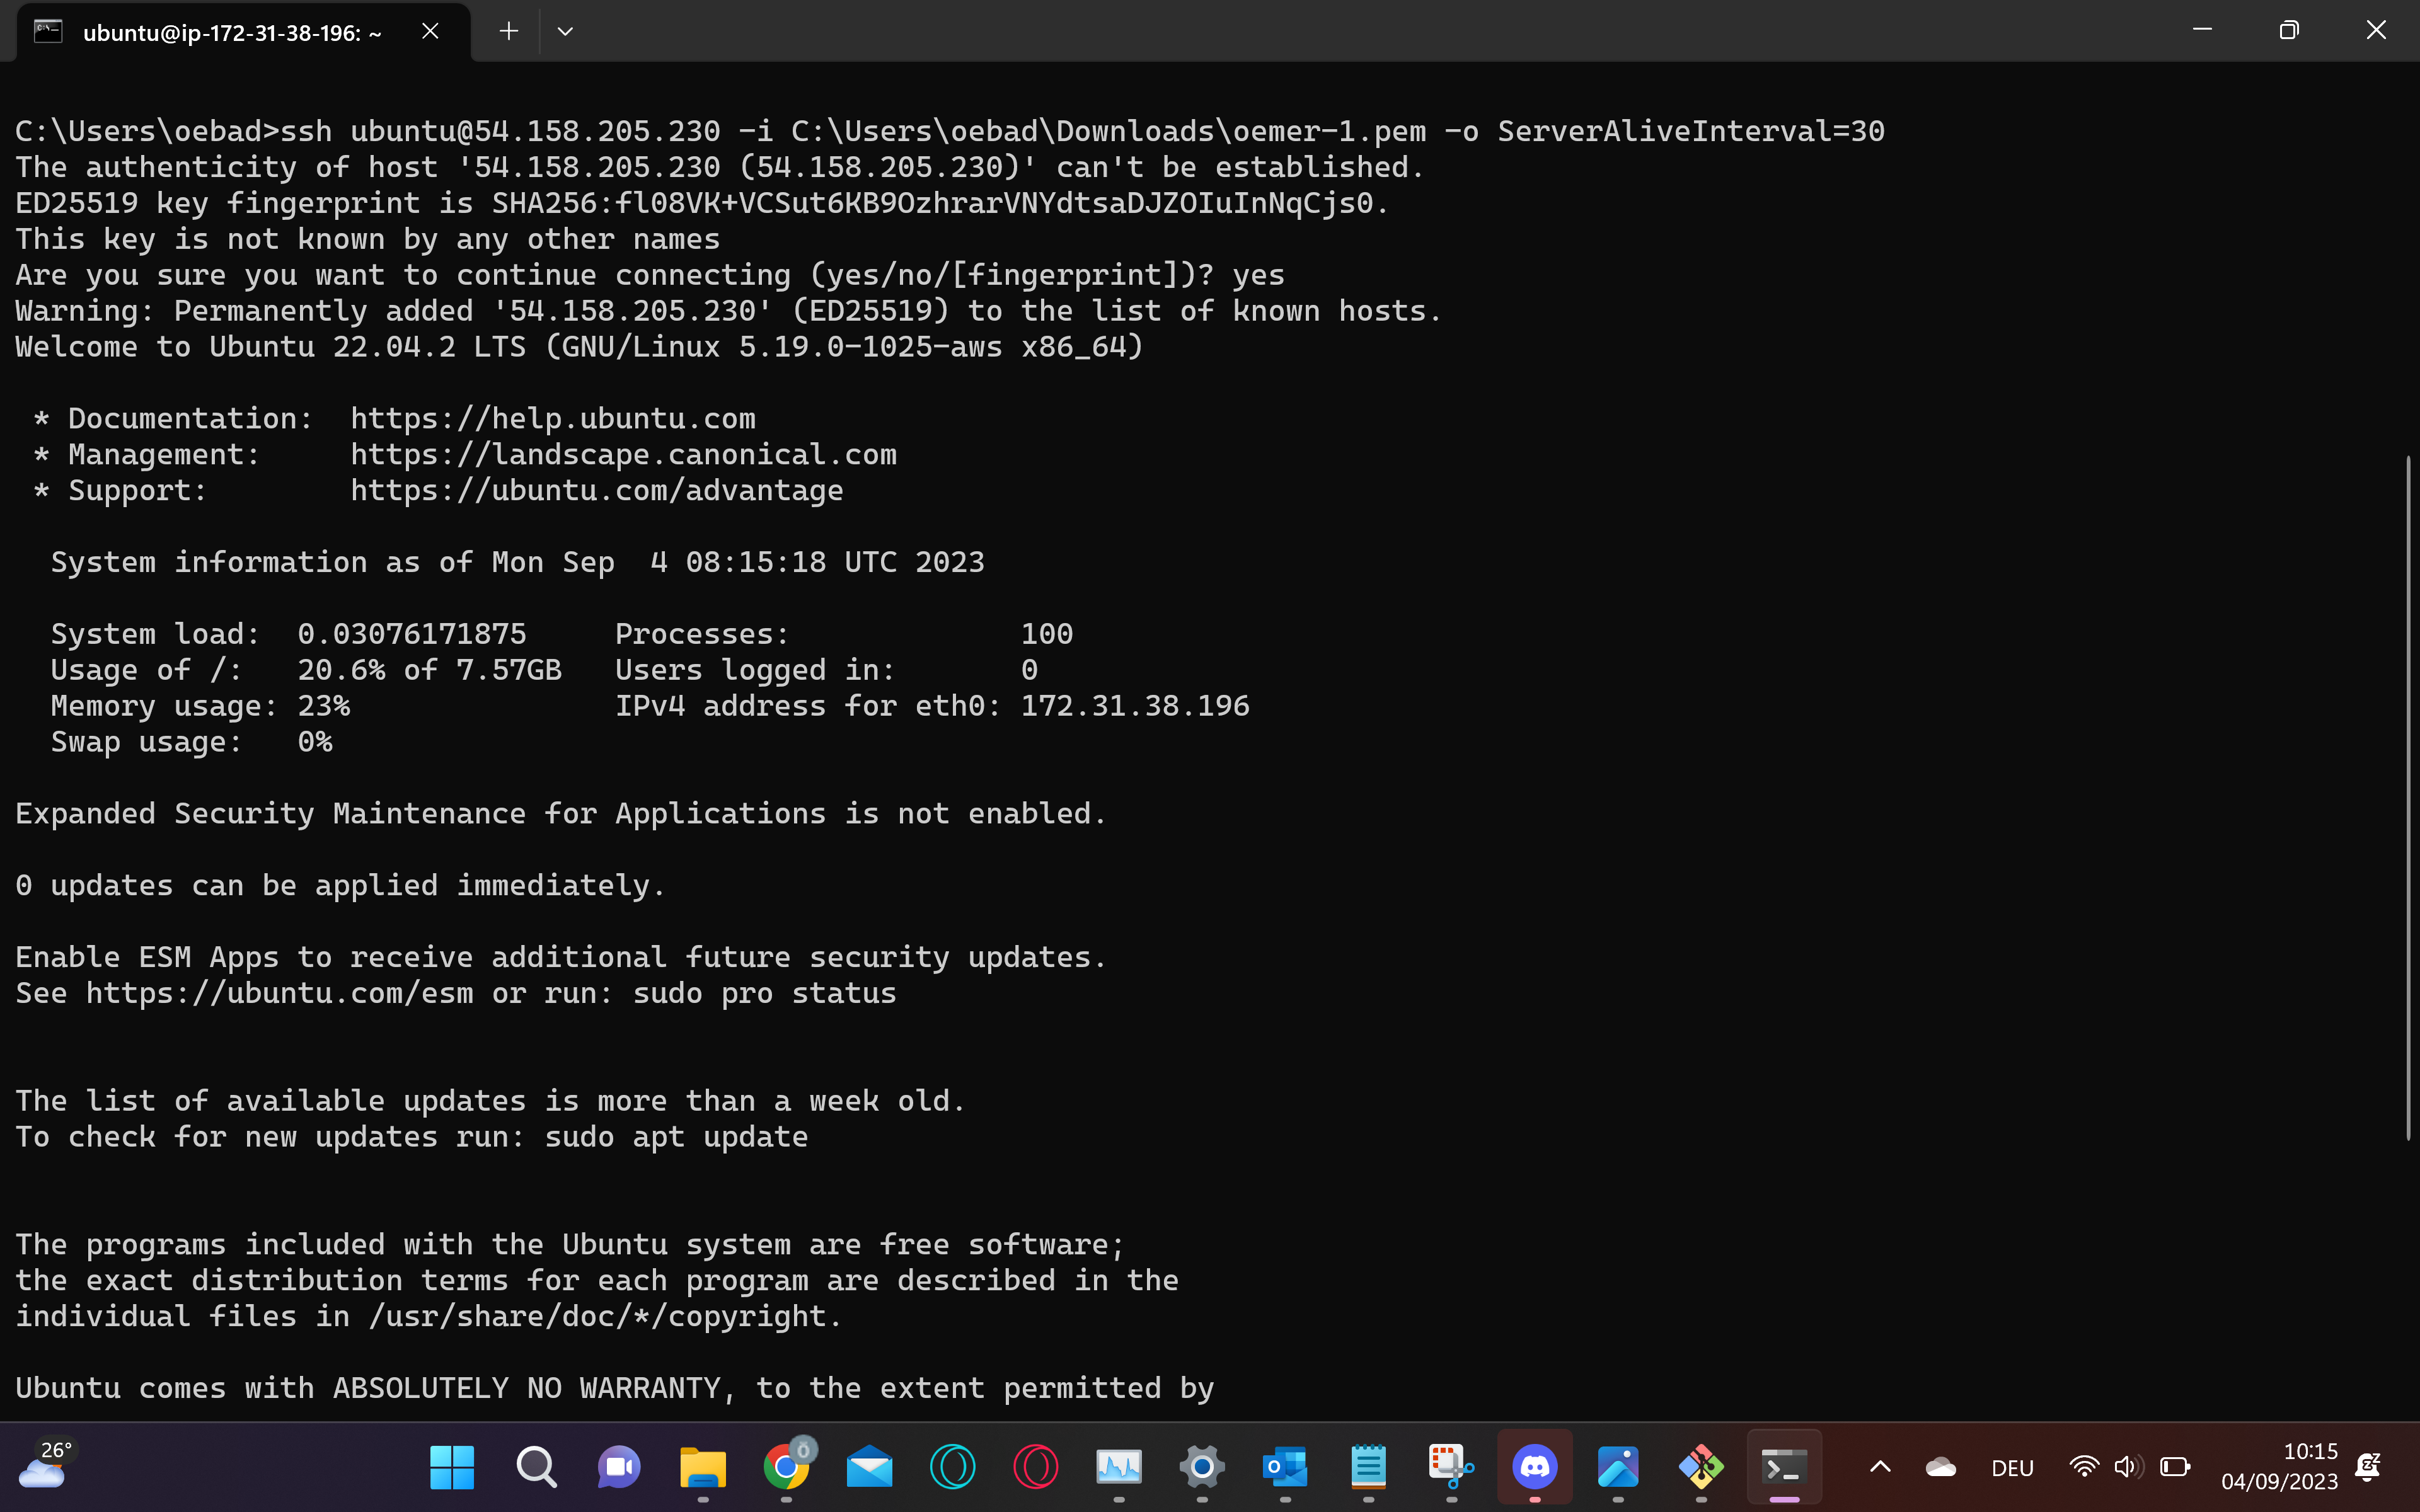 ubuntu@ip-172-31-38-196: ~
C:\Users\oebad>ssh ubuntu@54.158.205.230 -i C:\Users\oebad\Downloads\oemer-1.pem -o ServerAliveInterval=30
The authenticity of host '54.158.205.230 (54.158.205.230)' can't be established.
ED25519 key fingerprint is SHA256:fl08VK+VCSut6KB9OzhrarVNYdtsaDJZOIuInNqCjs0.
This key is not known by any other names
Are you sure you want to continue connecting (yes/no/[fingerprint])? yes
Warning: Permanently added '54.158.205.230' (ED25519) to the list of known hosts.
Welcome to Ubuntu 22.04.2 LTS (GNU/Linux 5.19.0-1025-aws x86_64)
* Documentation:  https://help.ubuntu.com
* Management:     https://landscape.canonical.com
* Support:        https://ubuntu.com/advantage
System information as of Mon Sep  4 08:15:18 UTC 2023
System load:  0.03076171875     Processes:             100
Usage of /:   20.6% of 7.57GB   Users logged in:       0
Memory usage: 23%               IPv4 address for eth0: 172.31.38.196
Swap usage:   0%
Expanded Security Maintenance for Applications is not enabled.
0 updates can be applied immediately.
Enable ESM Apps to receive additional future security updates.
See https://ubuntu.com/esm or run: sudo pro status
The list of available updates is more than a week old.
To check for new updates run: sudo apt update
The programs included with the Ubuntu system are free software;
the exact distribution terms for each program are described in the
individual files in /usr/share/doc/*/copyright.
Ubuntu comes with ABSOLUTELY NO WARRANTY, to the extent permitted by
26°
DEU
10:15
04/09/2023